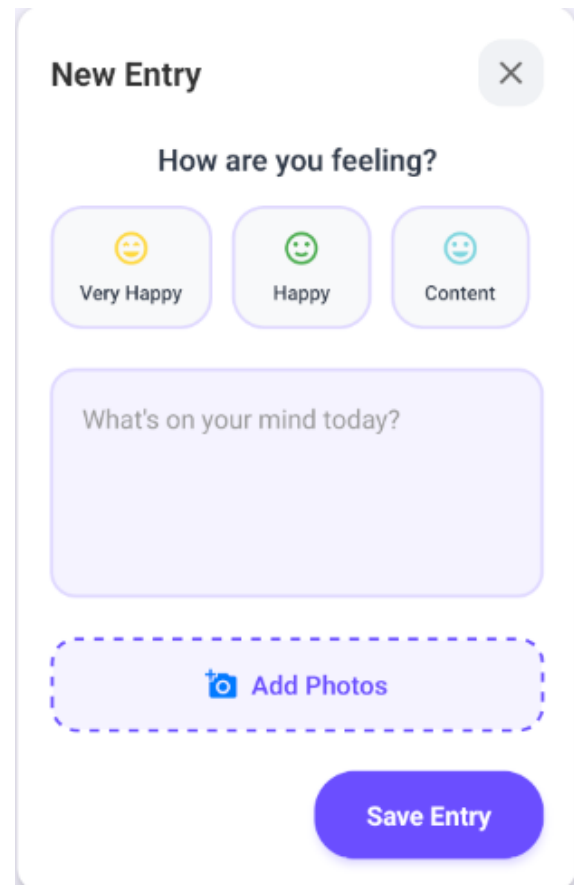 New Entry
How are you feeling?
Very Happy Happy Content
What's on your mind today?
Add Photos
Save Entry